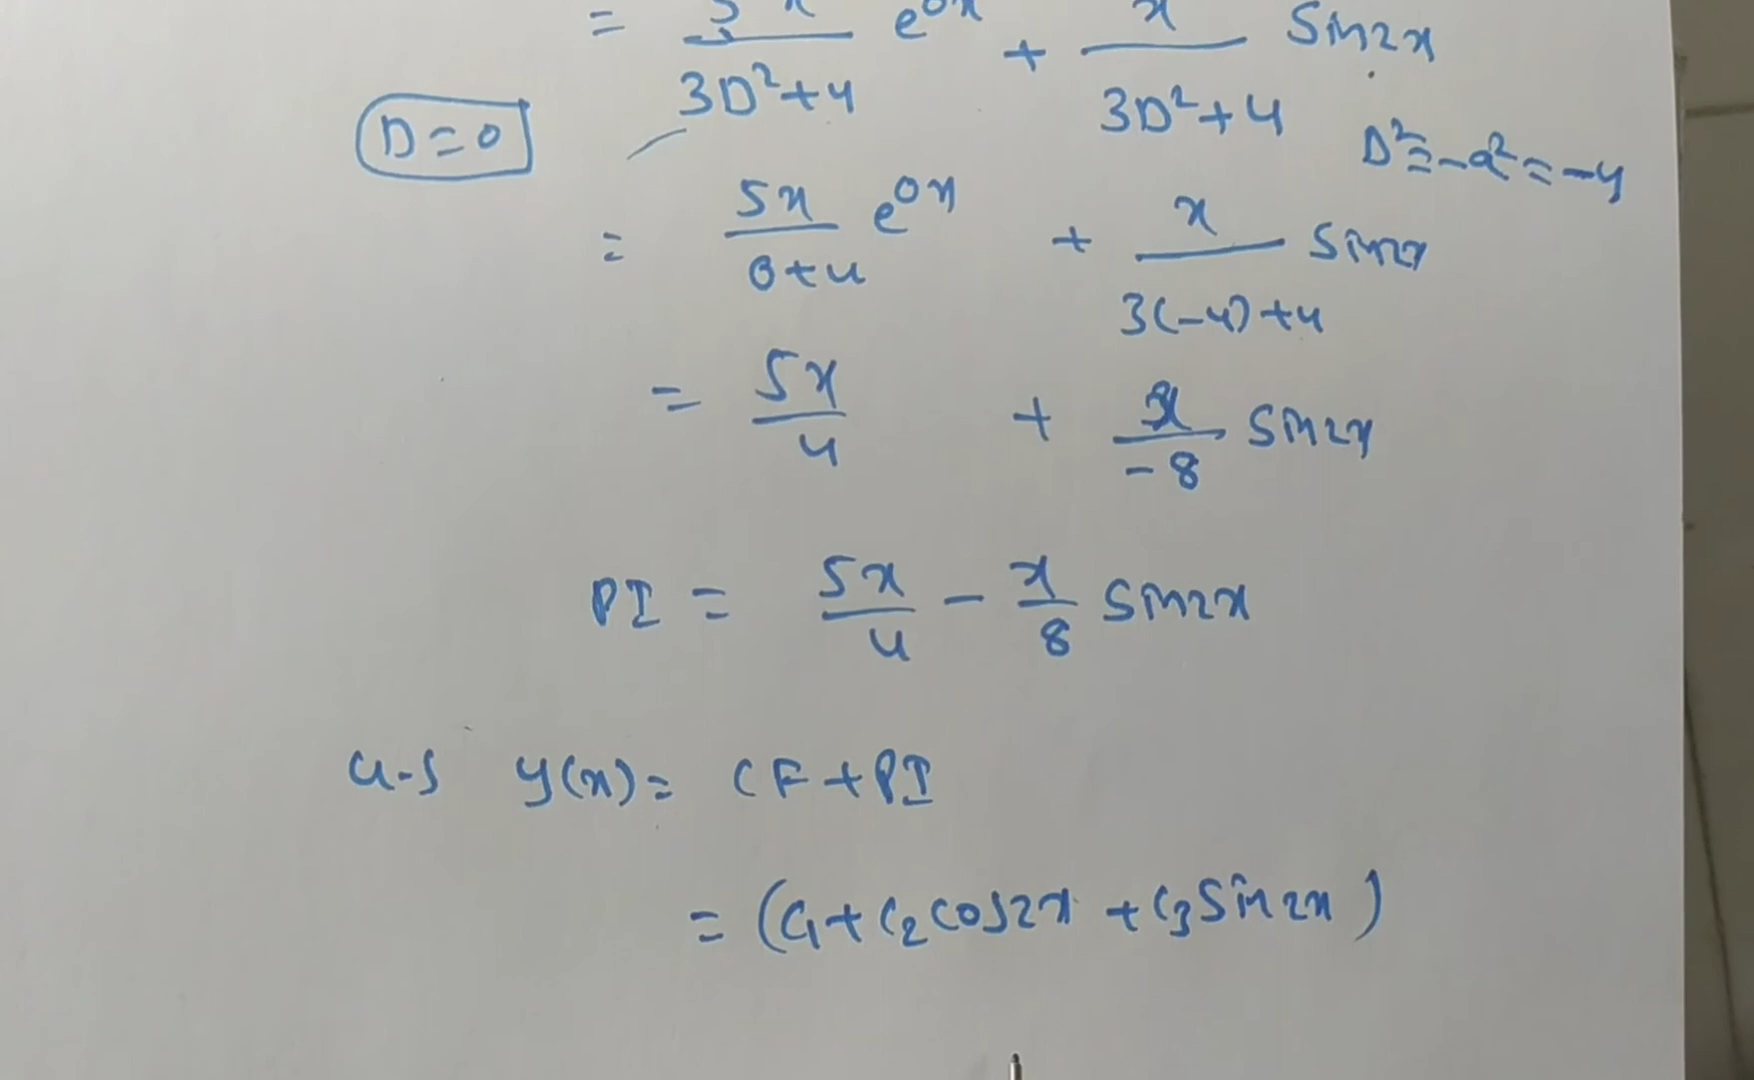 = 5x/(3D²+4) e^(0x) + x/(3D²+4) sin2x
D=0
D²=-a²=-4
= 5x/(0+4) e^(0x) + x/(3(-4)+4) sin2x
= 5x/4 + x/-8 sin2x
PI = 5x/4 - x/8 sin2x
G.S y(x) = CF+PI
= (C₁+C₂cos2x+C₃sin2x)